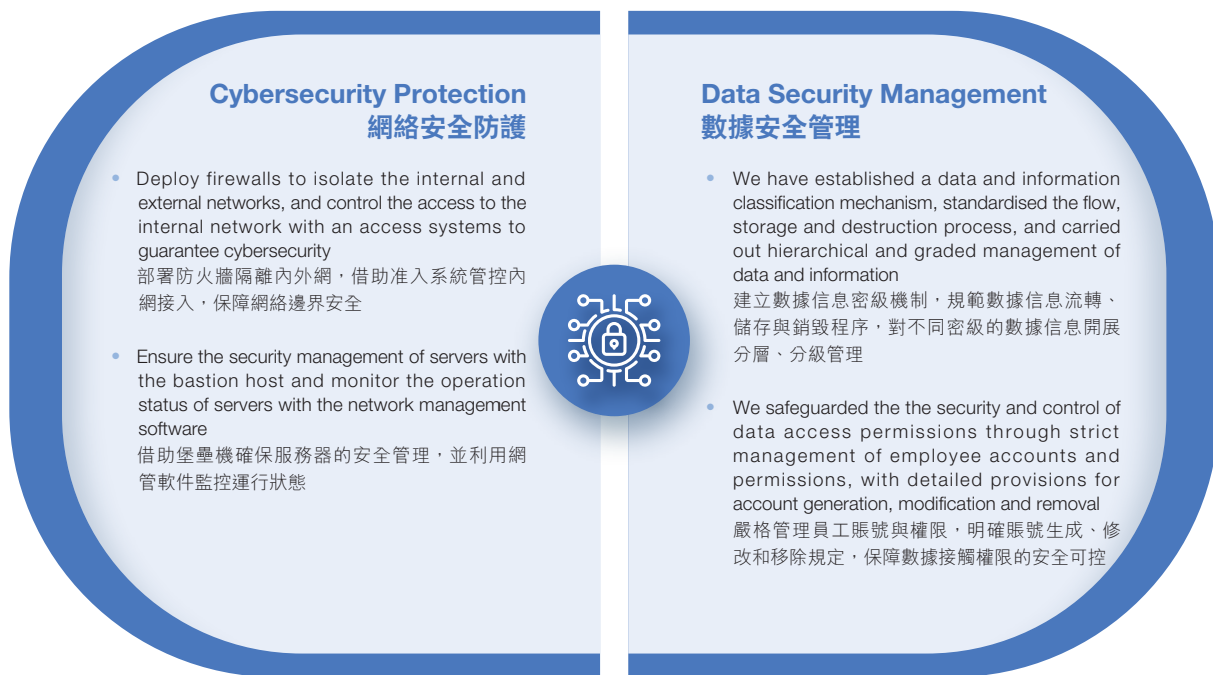 Cybersecurity Protection
網絡安全防護
• Deploy firewalls to isolate the internal and
external networks, and control the access to the
internal network with an access systems to
guarantee cybersecurity
部署防火牆隔離內外網，借助准入系統管控內
網接入，保障網絡邊界安全
• Ensure the security management of servers with
the bastion host and monitor the operation
status of servers with the network management
software
借助堡壘機確保服務器的安全管理，並利用網
管軟件監控運行狀態
Data Security Management
數據安全管理
• We have established a data and information
classification mechanism, standardised the flow,
storage and destruction process, and carried
out hierarchical and graded management of
data and information
建立數據信息密級機制，規範數據信息流轉、
儲存與銷毀程序，對不同密級的數據信息開展
分層、分級管理
• We safeguarded the the security and control of
data access permissions through strict
management of employee accounts and
permissions, with detailed provisions for
account generation, modification and removal
嚴格管理員工賬號與權限，明確賬號生成、修
改和移除規定，保障數據接觸權限的安全可控